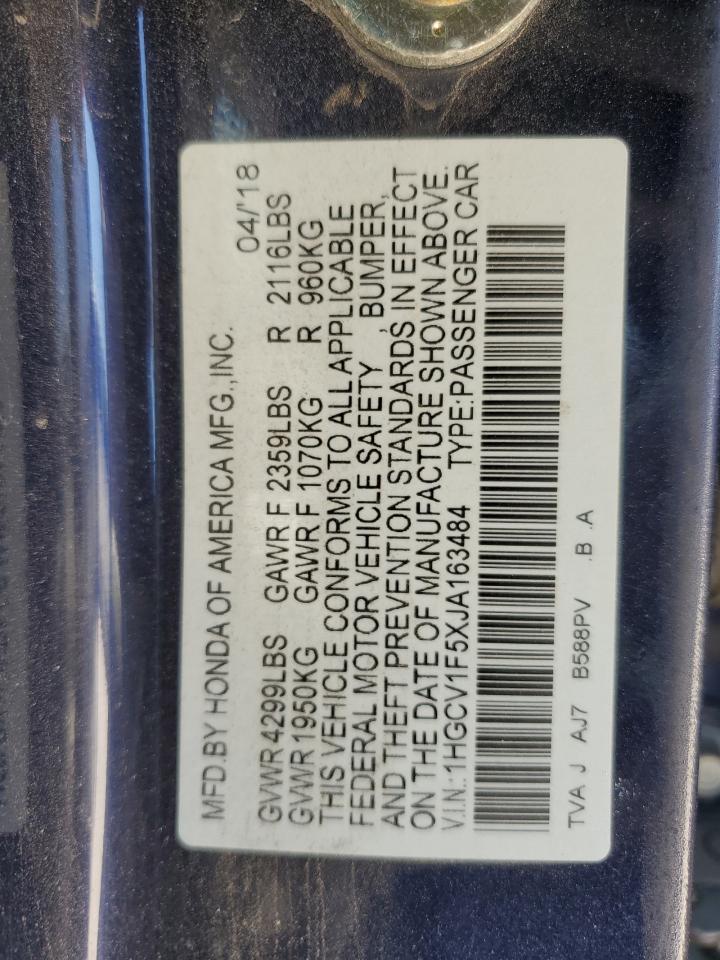 MFD.BY HONDA OF AMERICA MFG.,INC.
04/'18
GVWR 4299LBS GAWR F 2359LBS R 2116LBS
GVWR 1950KG GAWR F 1070KG R 960KG
THIS VEHICLE CONFORMS TO ALL APPLICABLE
FEDERAL MOTOR VEHICLE SAFETY , BUMPER,
AND THEFT PREVENTION STANDARDS IN EFFECT
ON THE DATE OF MANUFACTURE SHOWN ABOVE.
V.I.N.:1HGCV1F5XJA163484 TYPE:PASSENGER CAR
TVA J AJ7 B588PV .B .A